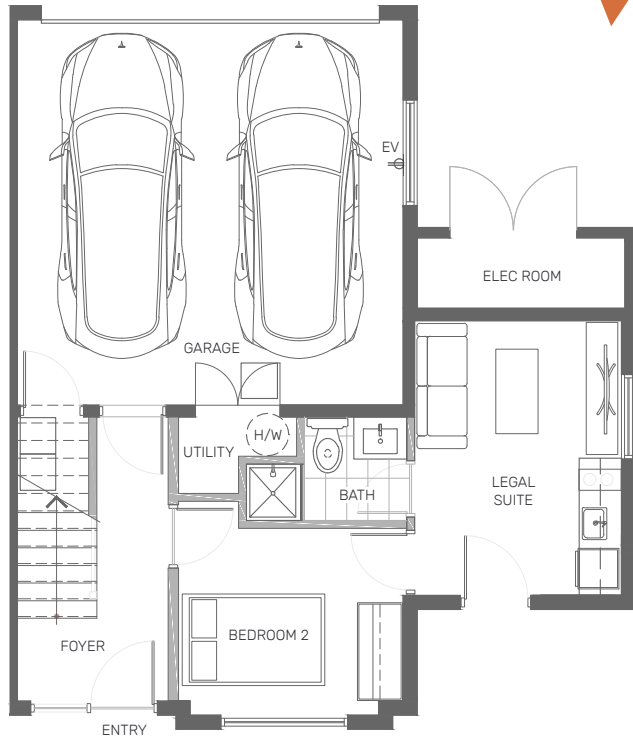 EV
ELEC ROOM
GARAGE
H/W
UTILITY
LEGAL
SUITE
BATH
BEDROOM 2
FOYER
ENTRY